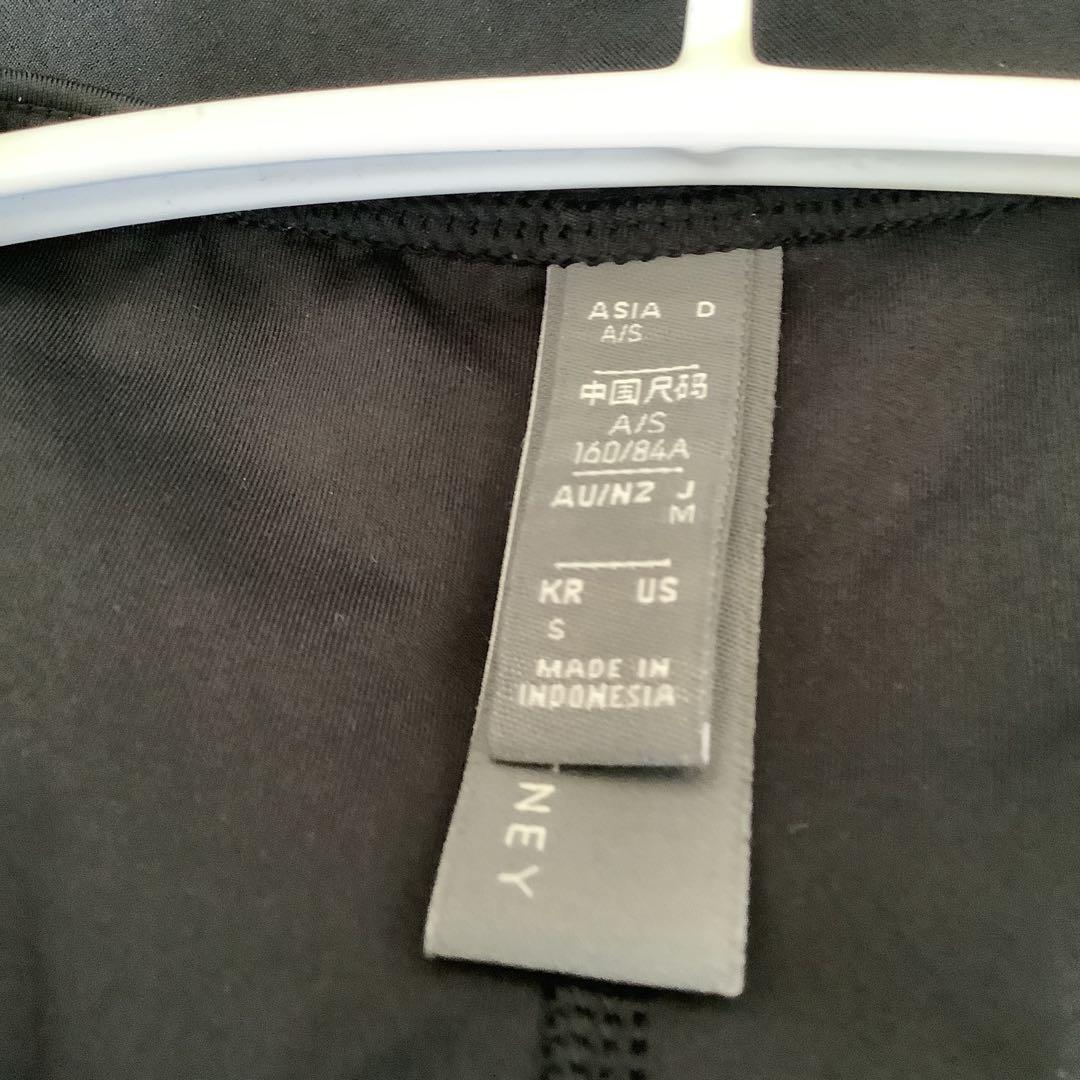 ASIA D
A/S
中国尺码
A/S
160/84A
AU/NZ J
M
KR US
S
MADE IN
INDONESIA
NEY